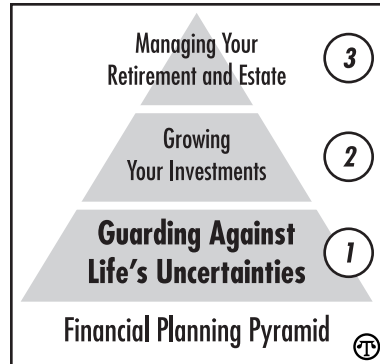 Managing Your
Retirement and Estate
3
Growing
Your Investments
2
Guarding Against
Life's Uncertainties
1
Financial Planning Pyramid